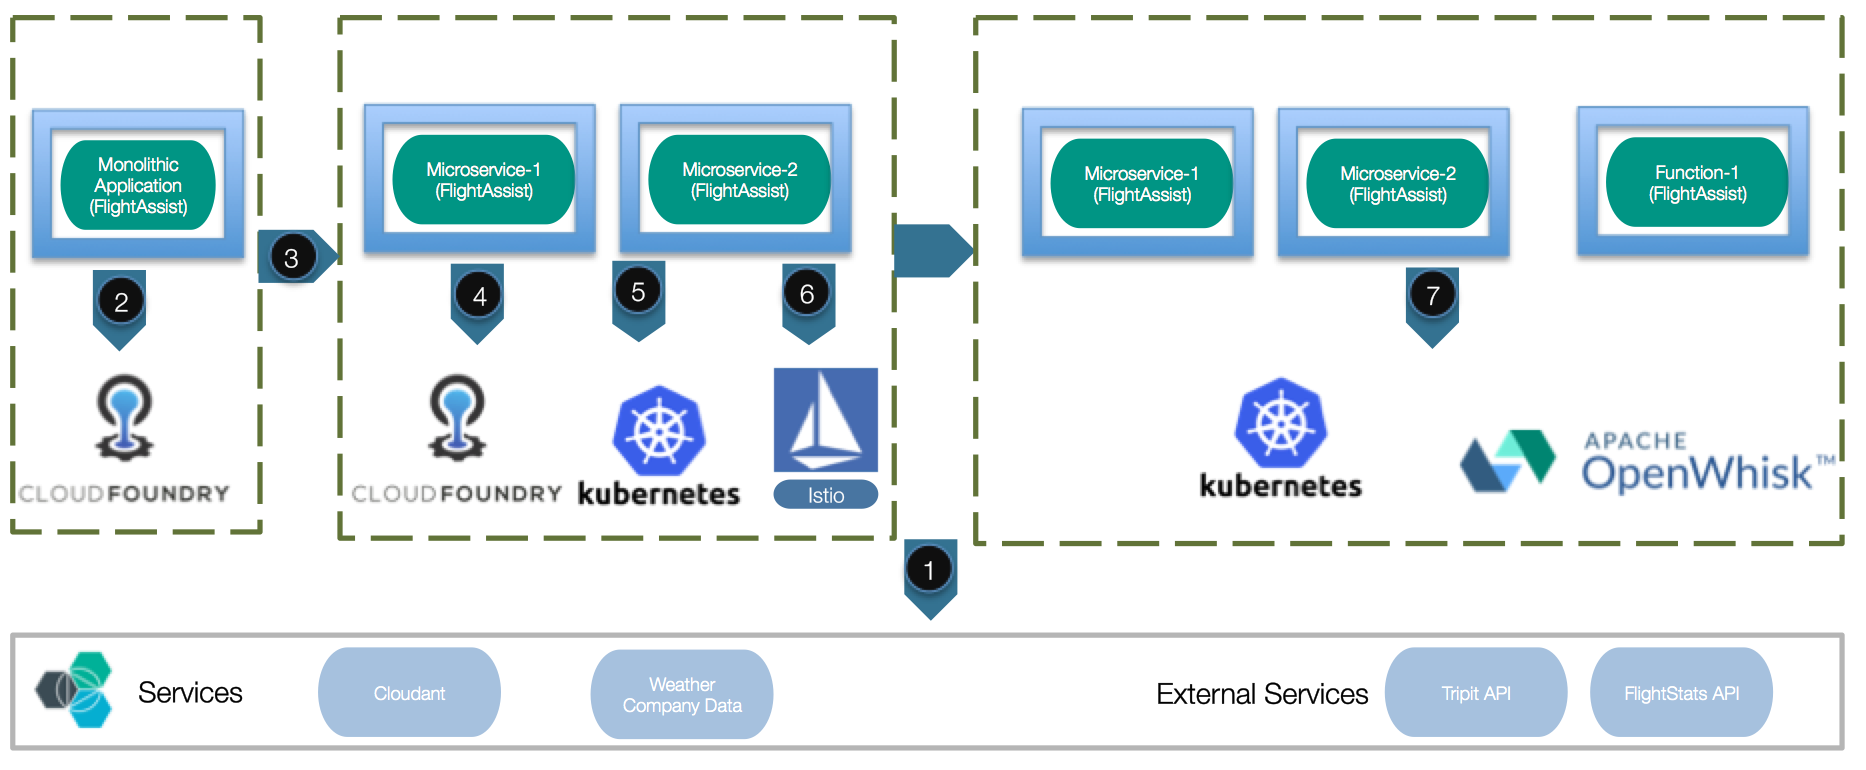 Monolithic
Application
(FlightAssist)
2
CLOUDFOUNDRY
3
Microservice-1
(FlightAssist)
Microservice-2
(FlightAssist)
4
5
6
CLOUDFOUNDRY
kubernetes
Istio
Microservice-1
(FlightAssist)
Microservice-2
(FlightAssist)
Function-1
(FlightAssist)
7
kubernetes
APACHE
OpenWhisk™
1
Services
Cloudant
Weather
Company Data
External Services
Tripit API
FlightStats API